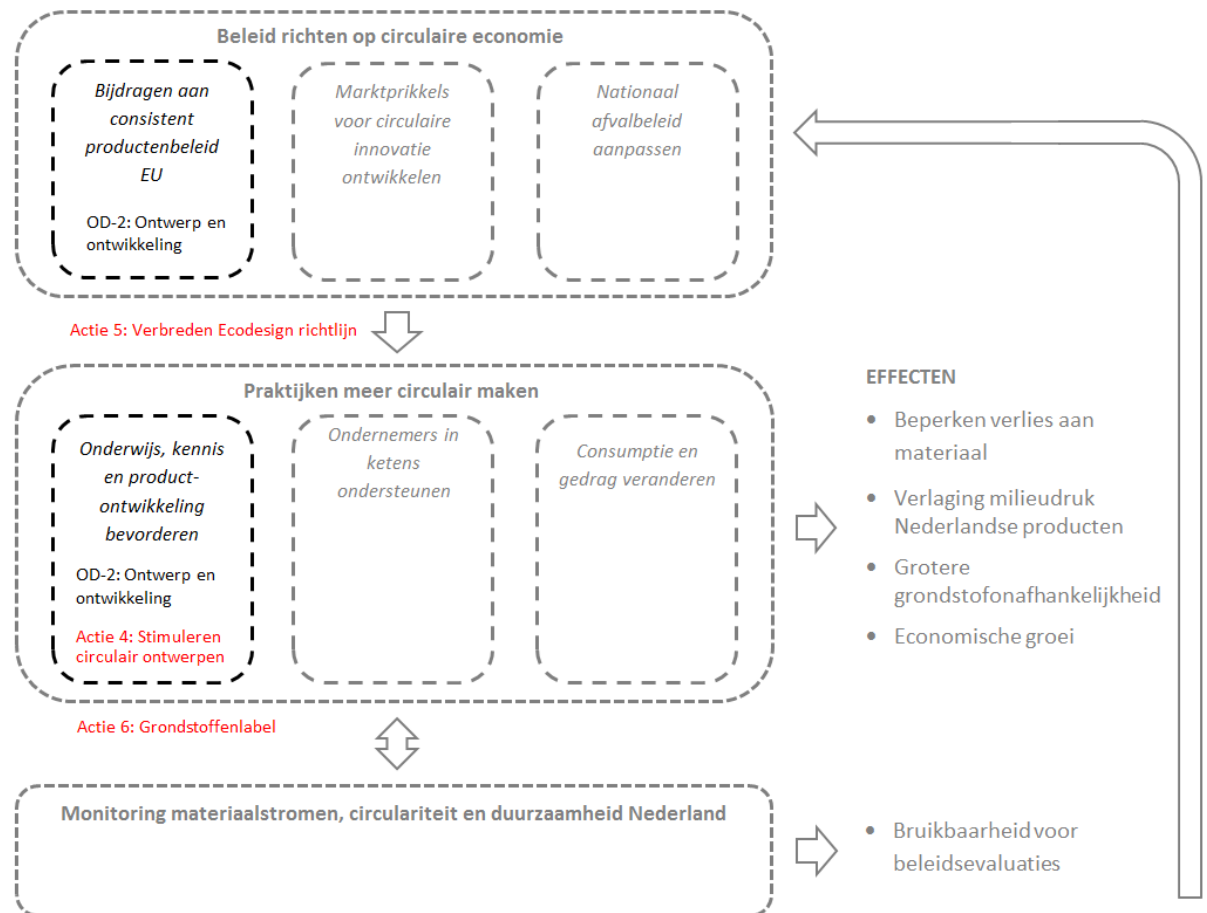 Beleid richten op circulaire economie
Bijdragen aan
consistent
productenbeleid
EU
OD-2: Ontwerp en
ontwikkeling
Marktprikkels
voor circulaire
innovatie
ontwikkelen
Nationaal
afvalbeleid
aanpassen
Actie 5: Verbreden Ecodesign richtlijn
Praktijken meer circulair maken
Onderwijs, kennis
en product-
ontwikkeling
bevorderen
OD-2: Ontwerp en
ontwikkeling
Actie 4: Stimuleren
circulair ontwerpen
Ondernemers in
ketens
ondersteunen
Consumptie en
gedrag veranderen
EFFECTEN
• Beperken verlies aan
materiaal
• Verlaging milieudruk
Nederlandse producten
• Grotere
grondstofonafhankelijkheid
• Economische groei
Actie 6: Grondstoffenlabel
Monitoring materiaalstromen, circulariteit en duurzaamheid Nederland
• Bruikbaarheid voor
beleidsevaluaties